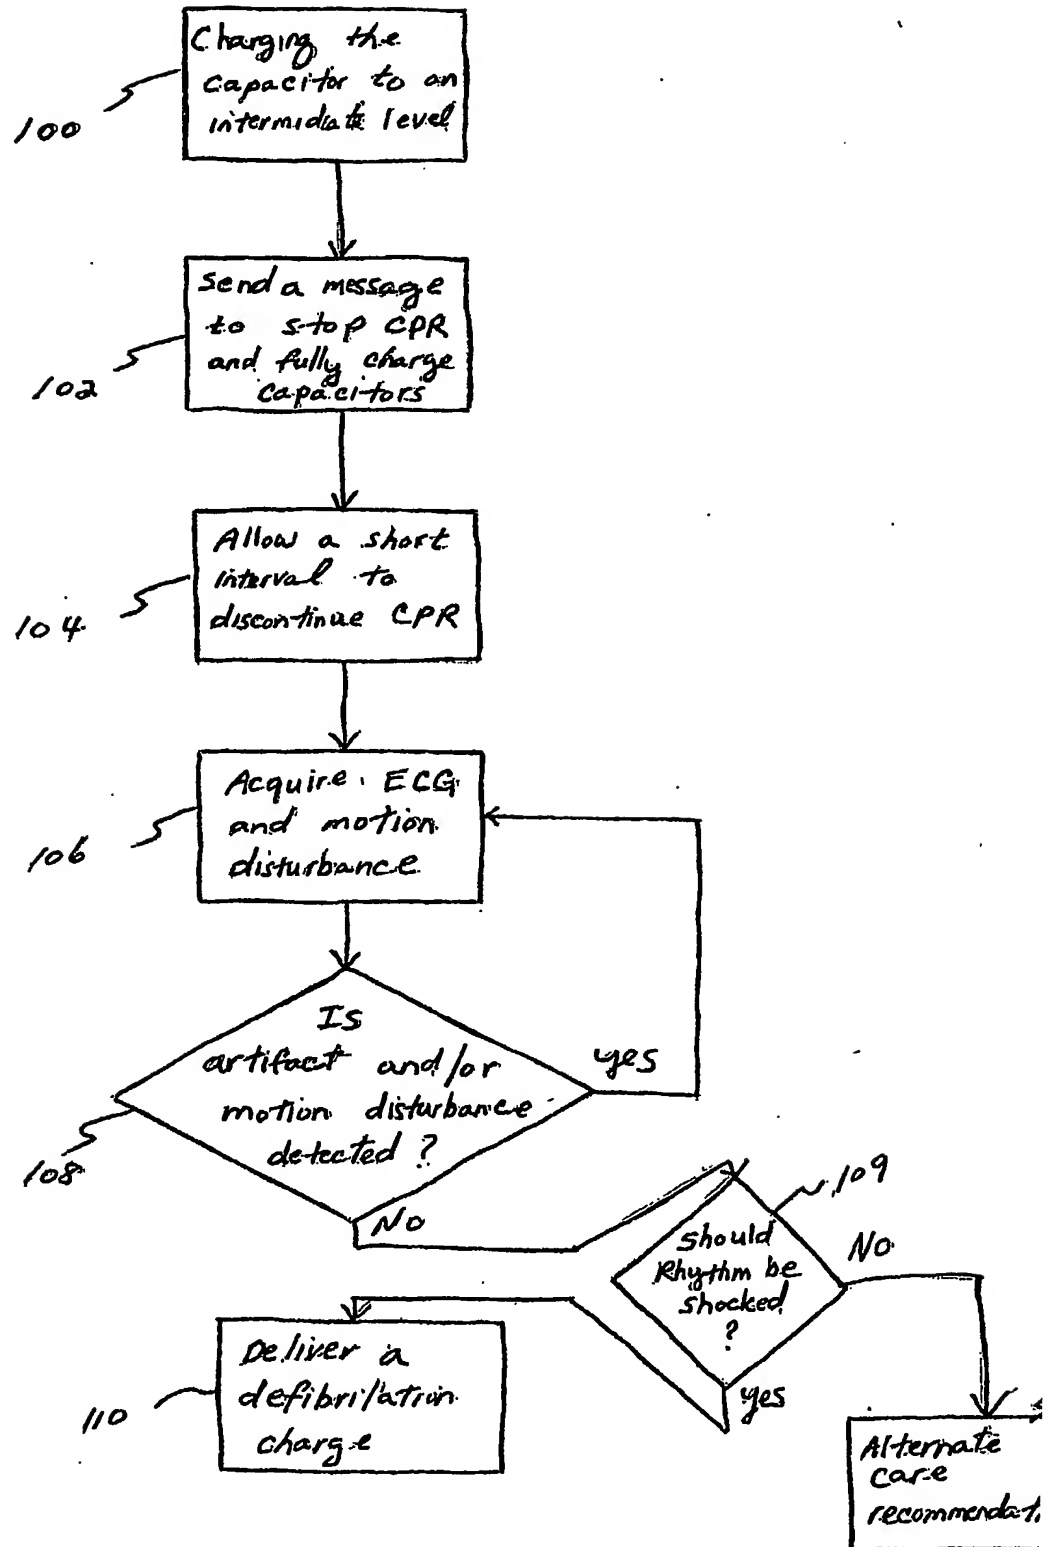 Charging the
capacitor to an
intermediate level
100
Send a message
to stop CPR
and fully charge
capacitors
102
Allow a short
interval to
discontinue CPR
104
Acquire ECG
and motion
disturbance
106
Is
artifact and/or
motion disturbance
detected?
yes
108
No
109
Should
Rhythm be
shocked
?
No
yes
Deliver a
defibrillation
charge
110
Alternate
care
recommendat